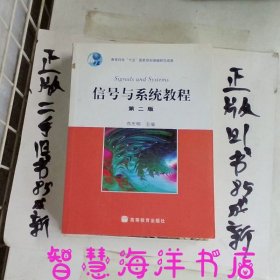 Signals and Systems
信号与系统教程
第二版
主编
高等教育出版社
正版二手旧书85成新
正版旧书85成新
智慧海洋书店